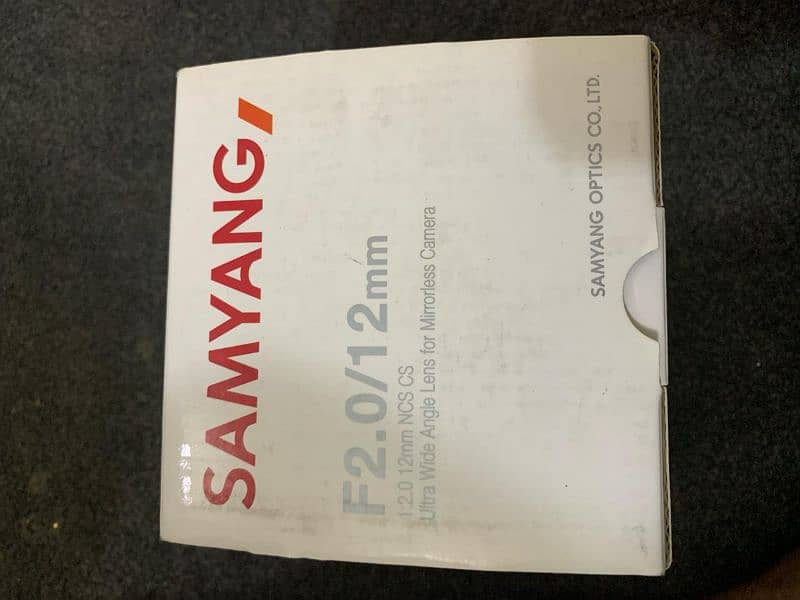 SAMYANG
F2.0/12mm
1:2.0 12mm NCS CS
Ultra Wide Angle Lens for Mirrorless Camera
SAMYANG OPTICS CO.,LTD.